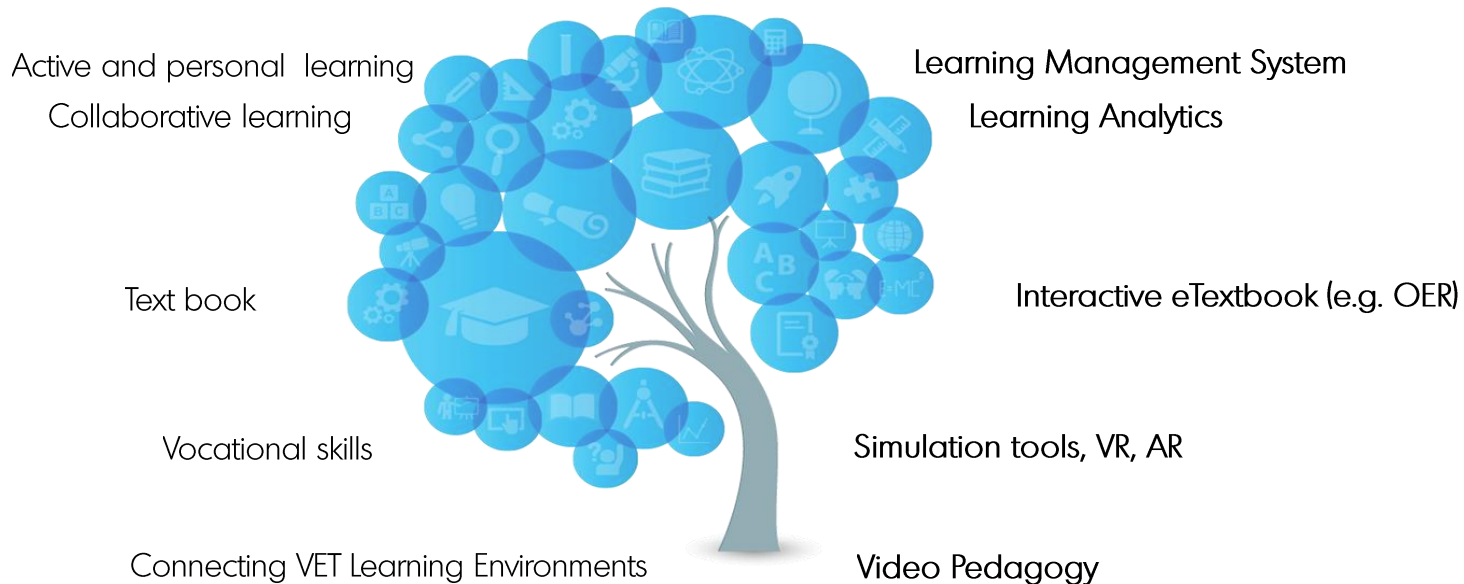 Active and personal  learning
Learning Management System
Collaborative learning
Learning Analytics
A
B C
A B
C
E=MC²
Text book
Interactive eTextbook (e.g. OER)
?
Vocational skills
Simulation tools, VR, AR
Connecting VET Learning Environments
Video Pedagogy